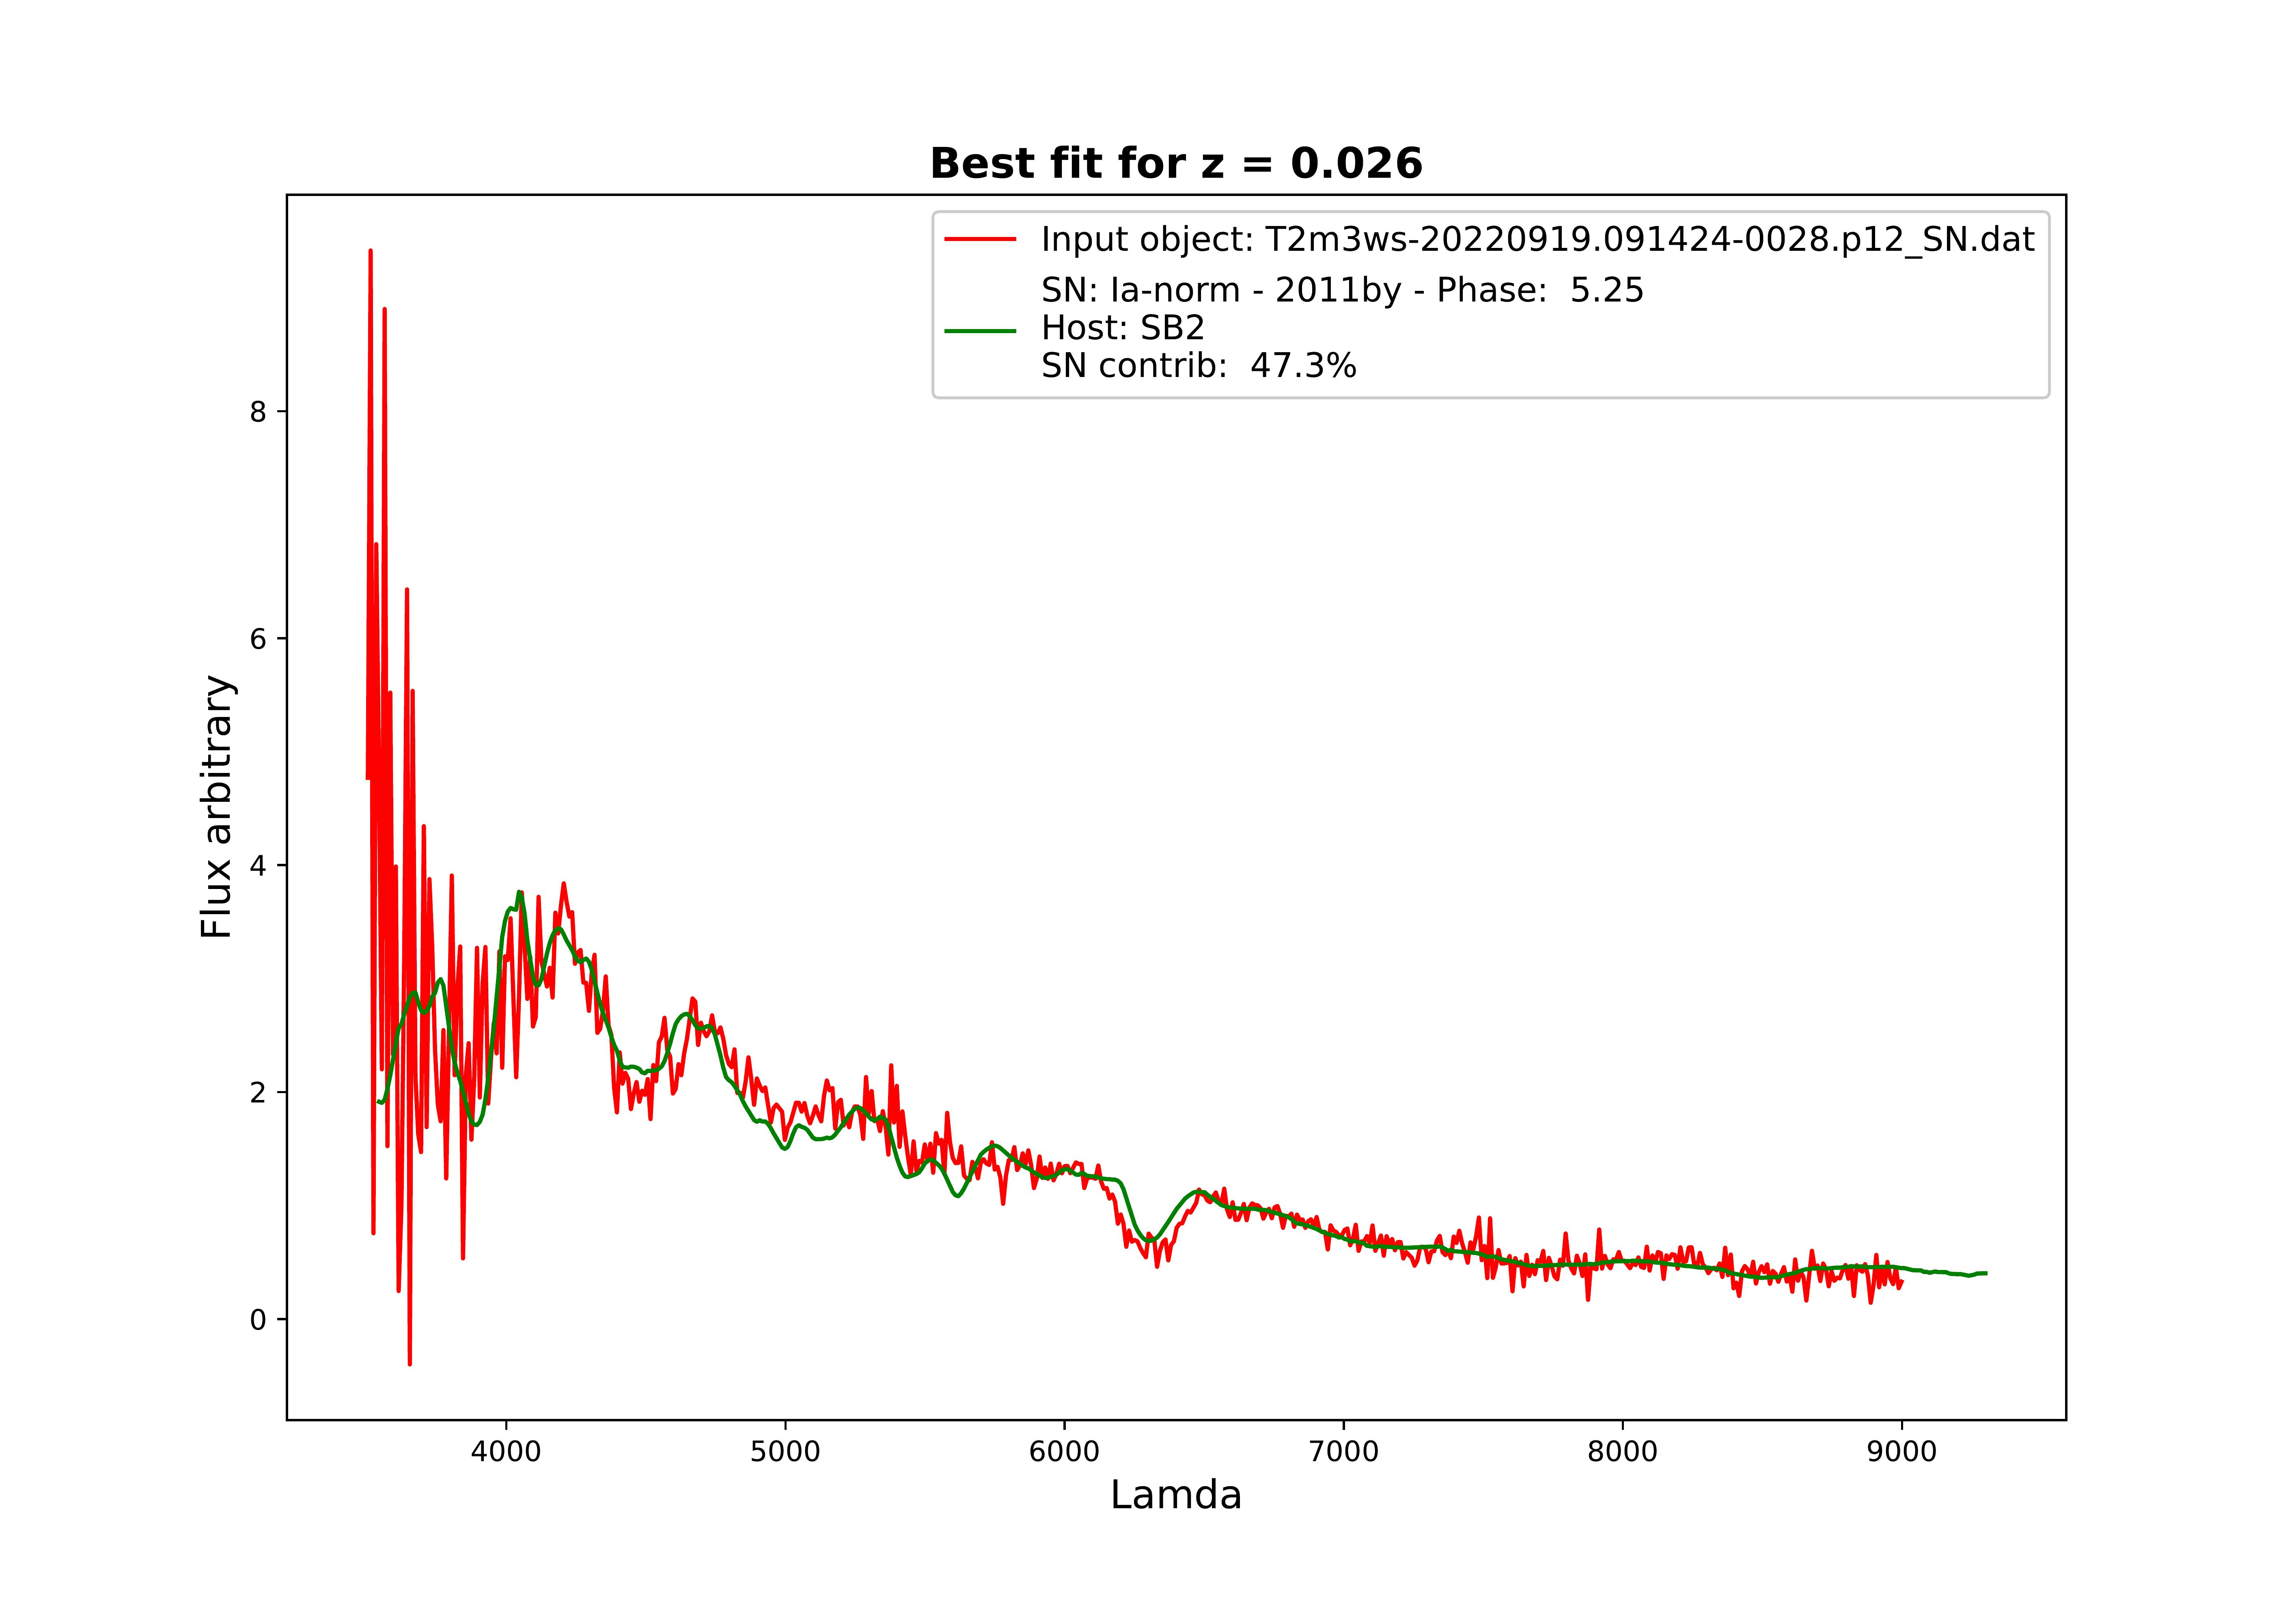 Best fit for z = 0.026
Input object: T2m3ws-20220919.091424-0028.p12_SN.dat
SN: Ia-norm - 2011by - Phase:  5.25
Host: SB2
SN contrib:  47.3%
Flux arbitrary
8
6
4
2
0
4000 5000 6000 7000 8000 9000
Lamda